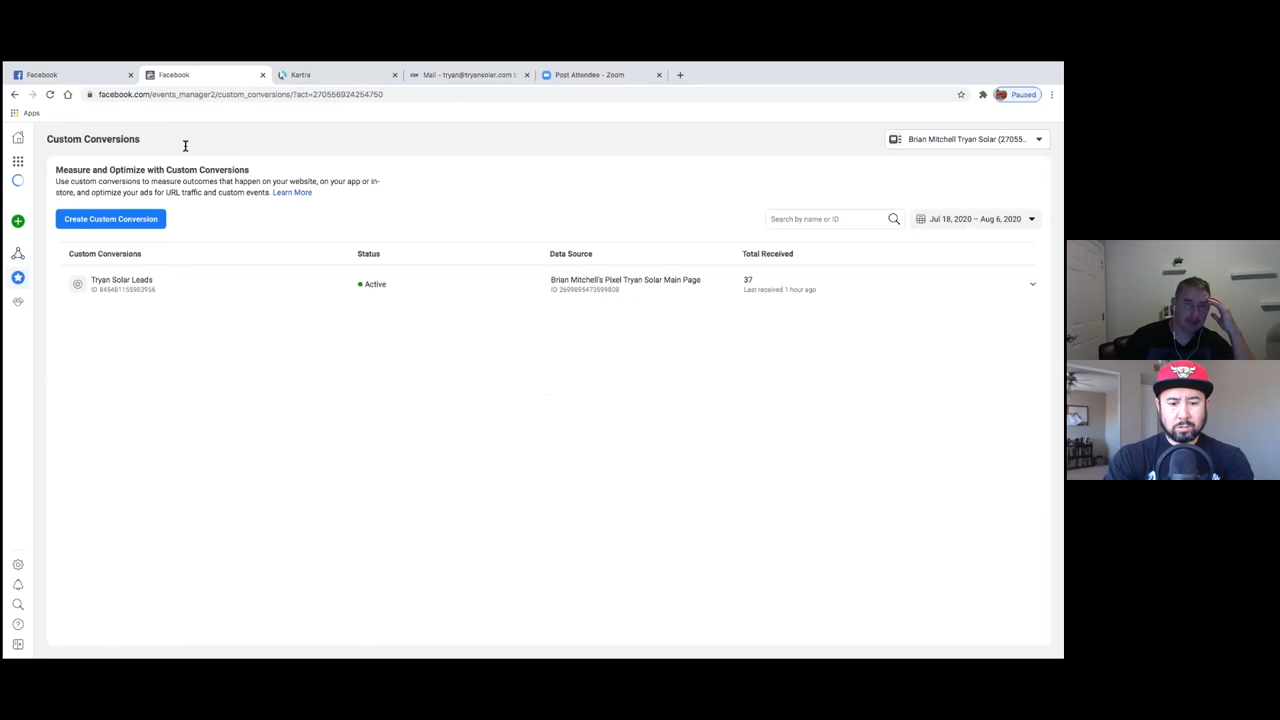 Facebook
Facebook
Kartra
Mail – tryan@tryansolar.com
Post Attendee - Zoom
facebook.com/events_manager2/custom_conversions/?act=270556924254750
Paused
Apps
Custom Conversions
Brian Mitchell Tryan Solar (27055...
Measure and Optimize with Custom Conversions
Use custom conversions to measure outcomes that happen on your website, on your app or in-
store, and optimize your ads for URL traffic and custom events. Learn More
Create Custom Conversion
Search by name or ID
Jul 18, 2020 – Aug 6, 2020
Custom Conversions
Status
Data Source
Total Received
Tryan Solar Leads
Active
Brian Mitchell's Pixel Tryan Solar Main Page
37
ID 845481155983956
ID 2699895473599808
Last received 1 hour ago